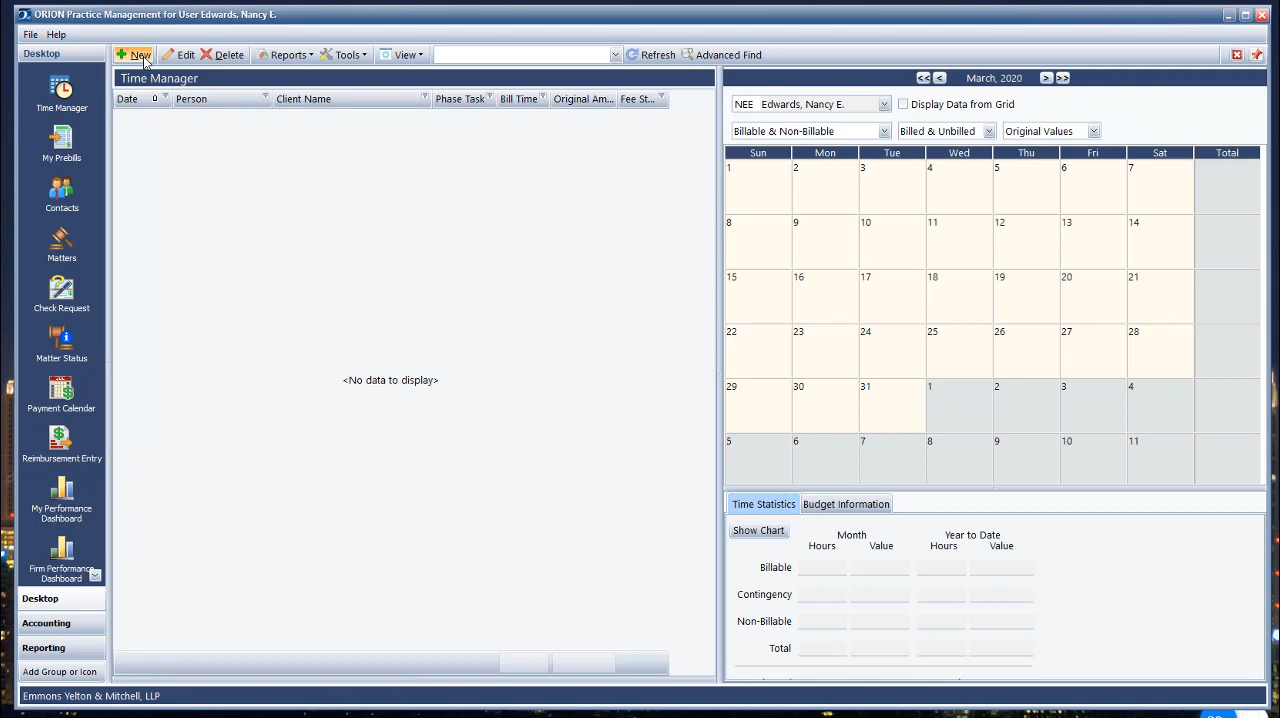 ORION Practice Management for User Edwards, Nancy E.
File Help
Desktop
New Edit Delete Reports Tools View Refresh Advanced Find
Time Manager
My Prebills
Contacts
Matters
Check Request
Matter Status
Payment Calendar
Reimbursement Entry
My Performance
Dashboard
Firm Performance
Dashboard
Desktop
Accounting
Reporting
Add Group or Icon
Time Manager
Date Person Client Name Phase Task Bill Time Original Am... Fee St...
<No data to display>
<< < March, 2020 > >>
NEE Edwards, Nancy E. Display Data from Grid
Billable & Non-Billable Billed & Unbilled Original Values
Sun Mon Tue Wed Thu Fri Sat Total
1 2 3 4 5 6 7
8 9 10 11 12 13 14
15 16 17 18 19 20 21
22 23 24 25 26 27 28
29 30 31 1 2 3 4
5 6 7 8 9 10 11
Time Statistics Budget Information
Show Chart Month Year to Date
Hours Value Hours Value
Billable
Contingency
Non-Billable
Total
Emmons Yelton & Mitchell, LLP